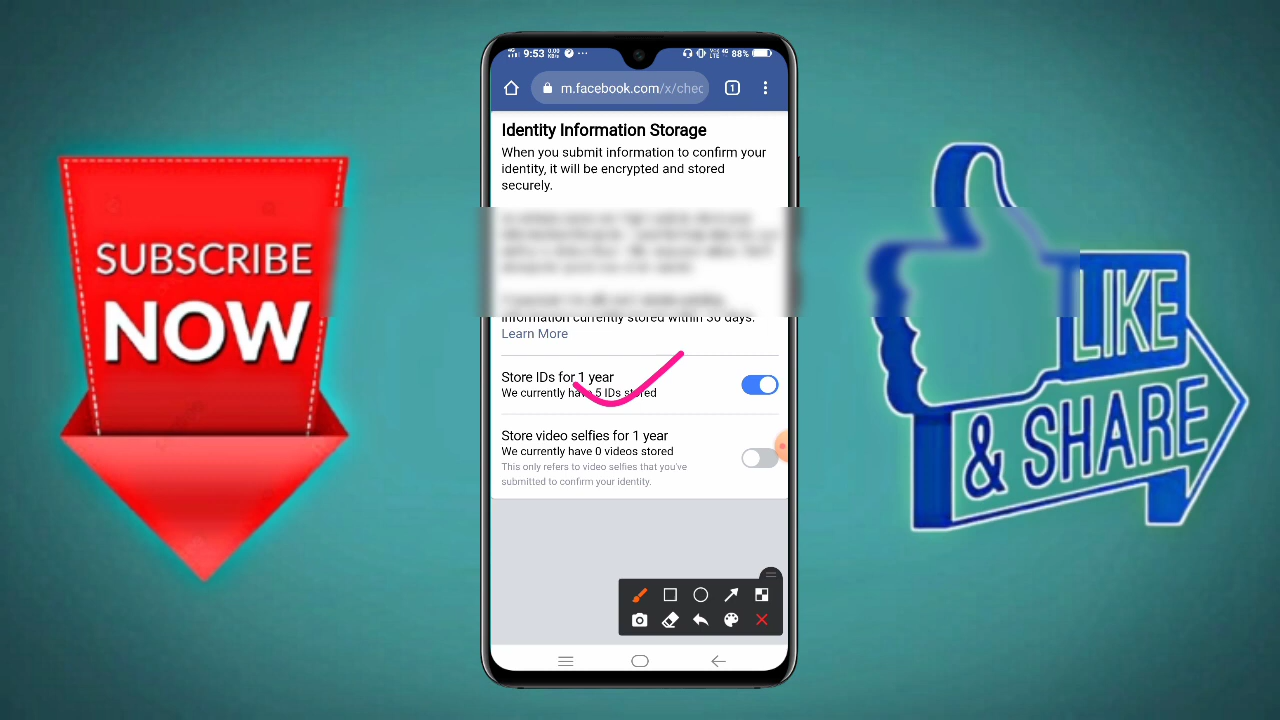 SUBSCRIBE
NOW
9:53
88%
m.facebook.com/x/chec
1
Identity Information Storage
When you submit information to confirm your
identity, it will be encrypted and stored
securely.
information currently stored within 30 days.
Learn More
Store IDs for 1 year
We currently have 5 IDs stored
Store video selfies for 1 year
We currently have 0 videos stored
This only refers to video selfies that you've
submitted to confirm your identity.
LIKE
& SHARE